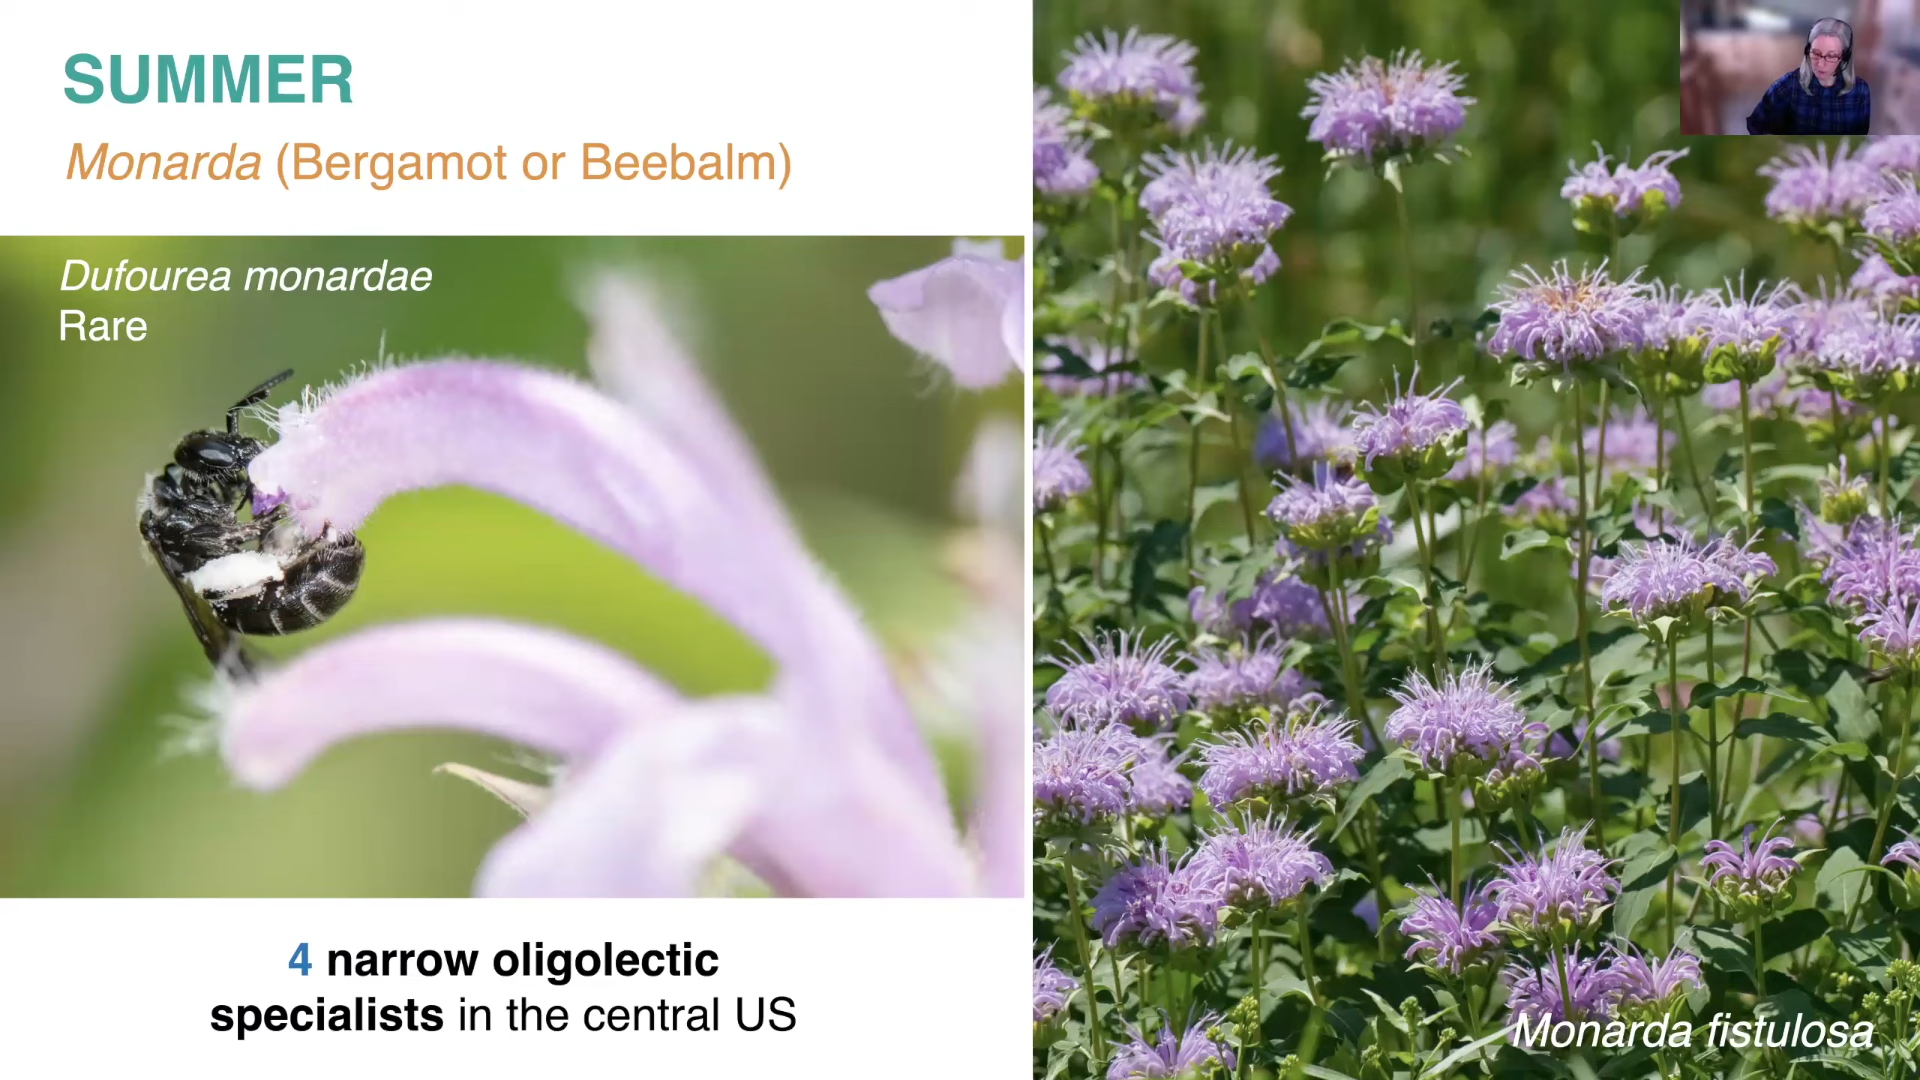 SUMMER
Monarda (Bergamot or Beebalm)
Dufourea monardae
Rare
4 narrow oligolectic
specialists in the central US
Monarda fistulosa